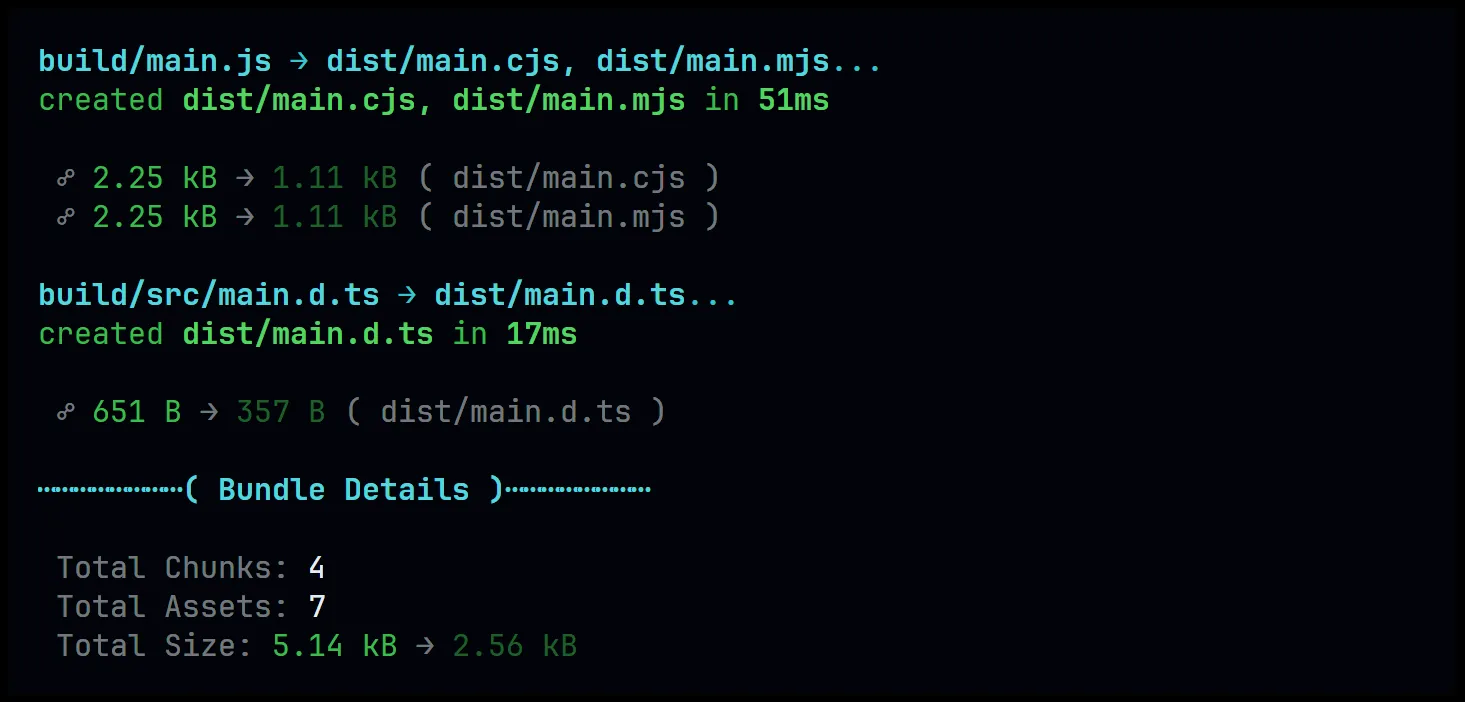 build/main.js → dist/main.cjs, dist/main.mjs...
created dist/main.cjs, dist/main.mjs in 51ms
☍ 2.25 kB → 1.11 kB ( dist/main.cjs )
☍ 2.25 kB → 1.11 kB ( dist/main.mjs )
build/src/main.d.ts → dist/main.d.ts...
created dist/main.d.ts in 17ms
☍ 651 B → 357 B ( dist/main.d.ts )
┅┅┅┅┅┅┅┅( Bundle Details )┅┅┅┅┅┅┅┅
Total Chunks: 4
Total Assets: 7
Total Size: 5.14 kB → 2.56 kB